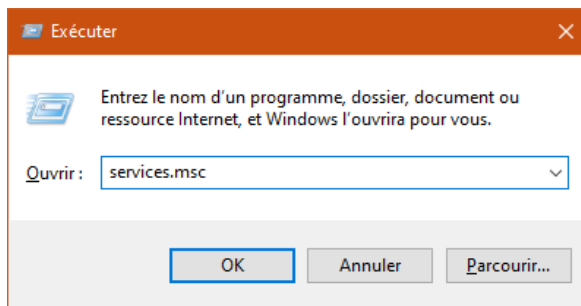 Exécuter
Entrez le nom d'un programme, dossier, document ou
ressource Internet, et Windows l'ouvrira pour vous.
Ouvrir : services.msc
OK Annuler Parcourir...